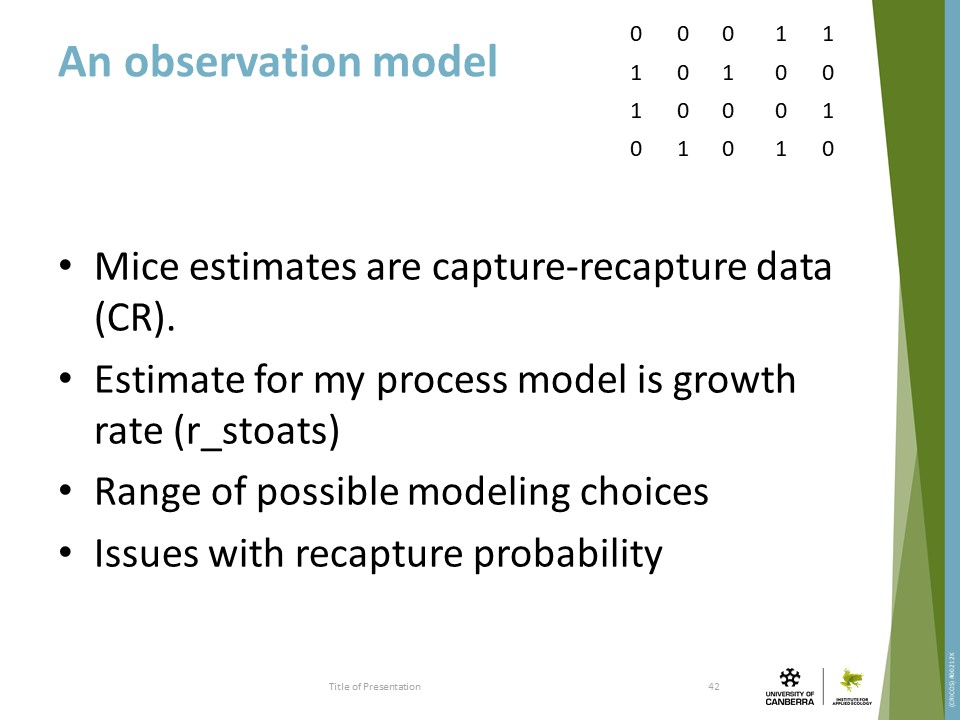 An observation model
0 0 0 1 1
1 0 1 0 0
1 0 0 0 1
0 1 0 1 0
• Mice estimates are capture-recapture data
(CR).
• Estimate for my process model is growth
rate (r_stoats)
• Range of possible modeling choices
• Issues with recapture probability
Title of Presentation
42
UNIVERSITY OF
CANBERRA
INSTITUTE FOR
APPLIED ECOLOGY